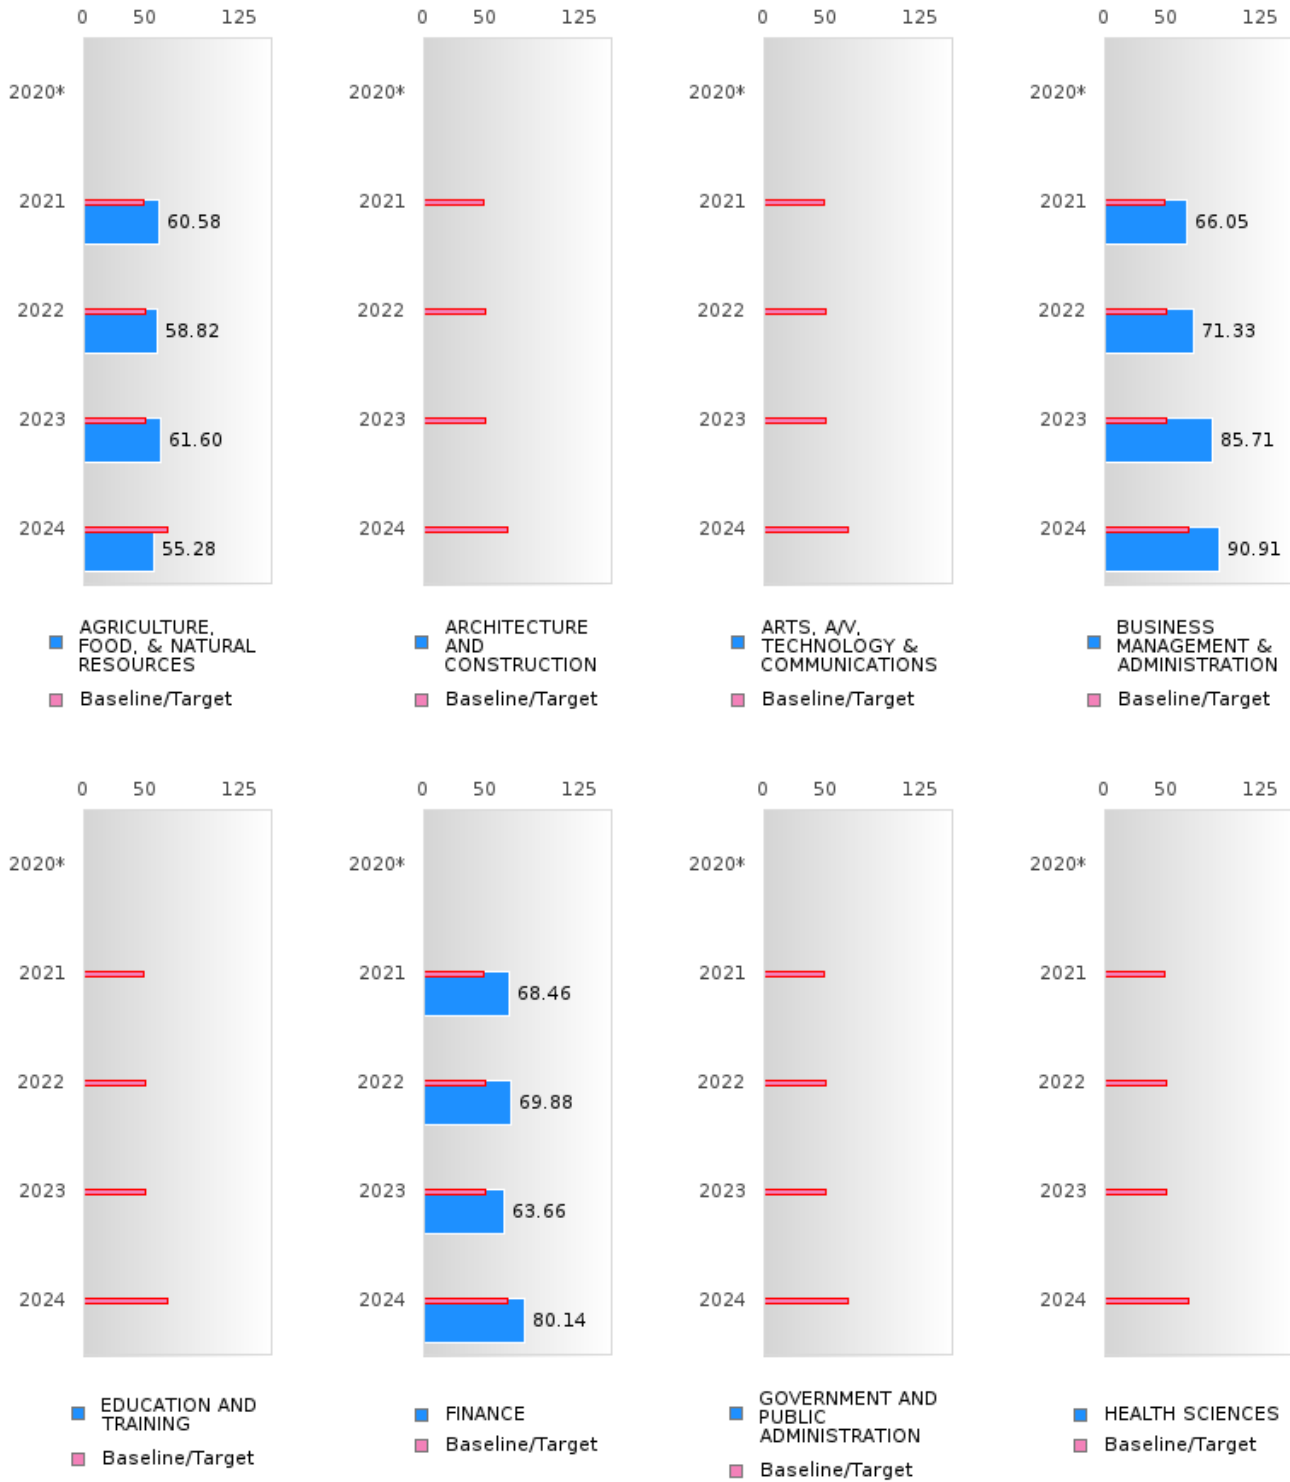 0 50 125
0 50 125
0 50 125
0 50 125
2020*
2020*
2020*
2020*
2021
60.58
2021
2021
2021
66.05
2022
58.82
2022
2022
2022
71.33
2023
61.60
2023
2023
2023
85.71
2024
55.28
2024
2024
2024
90.91
AGRICULTURE,
FOOD, & NATURAL
RESOURCES
Baseline/Target
ARCHITECTURE
AND
CONSTRUCTION
Baseline/Target
ARTS, A/V,
TECHNOLOGY &
COMMUNICATIONS
Baseline/Target
BUSINESS
MANAGEMENT &
ADMINISTRATION
Baseline/Target
0 50 125
0 50 125
0 50 125
0 50 125
2020*
2020*
2020*
2020*
2021
2021
68.46
2021
2021
2022
2022
69.88
2022
2022
2023
2023
63.66
2023
2023
2024
2024
80.14
2024
2024
EDUCATION AND
TRAINING
Baseline/Target
FINANCE
Baseline/Target
GOVERNMENT AND
PUBLIC
ADMINISTRATION
Baseline/Target
HEALTH SCIENCES
Baseline/Target